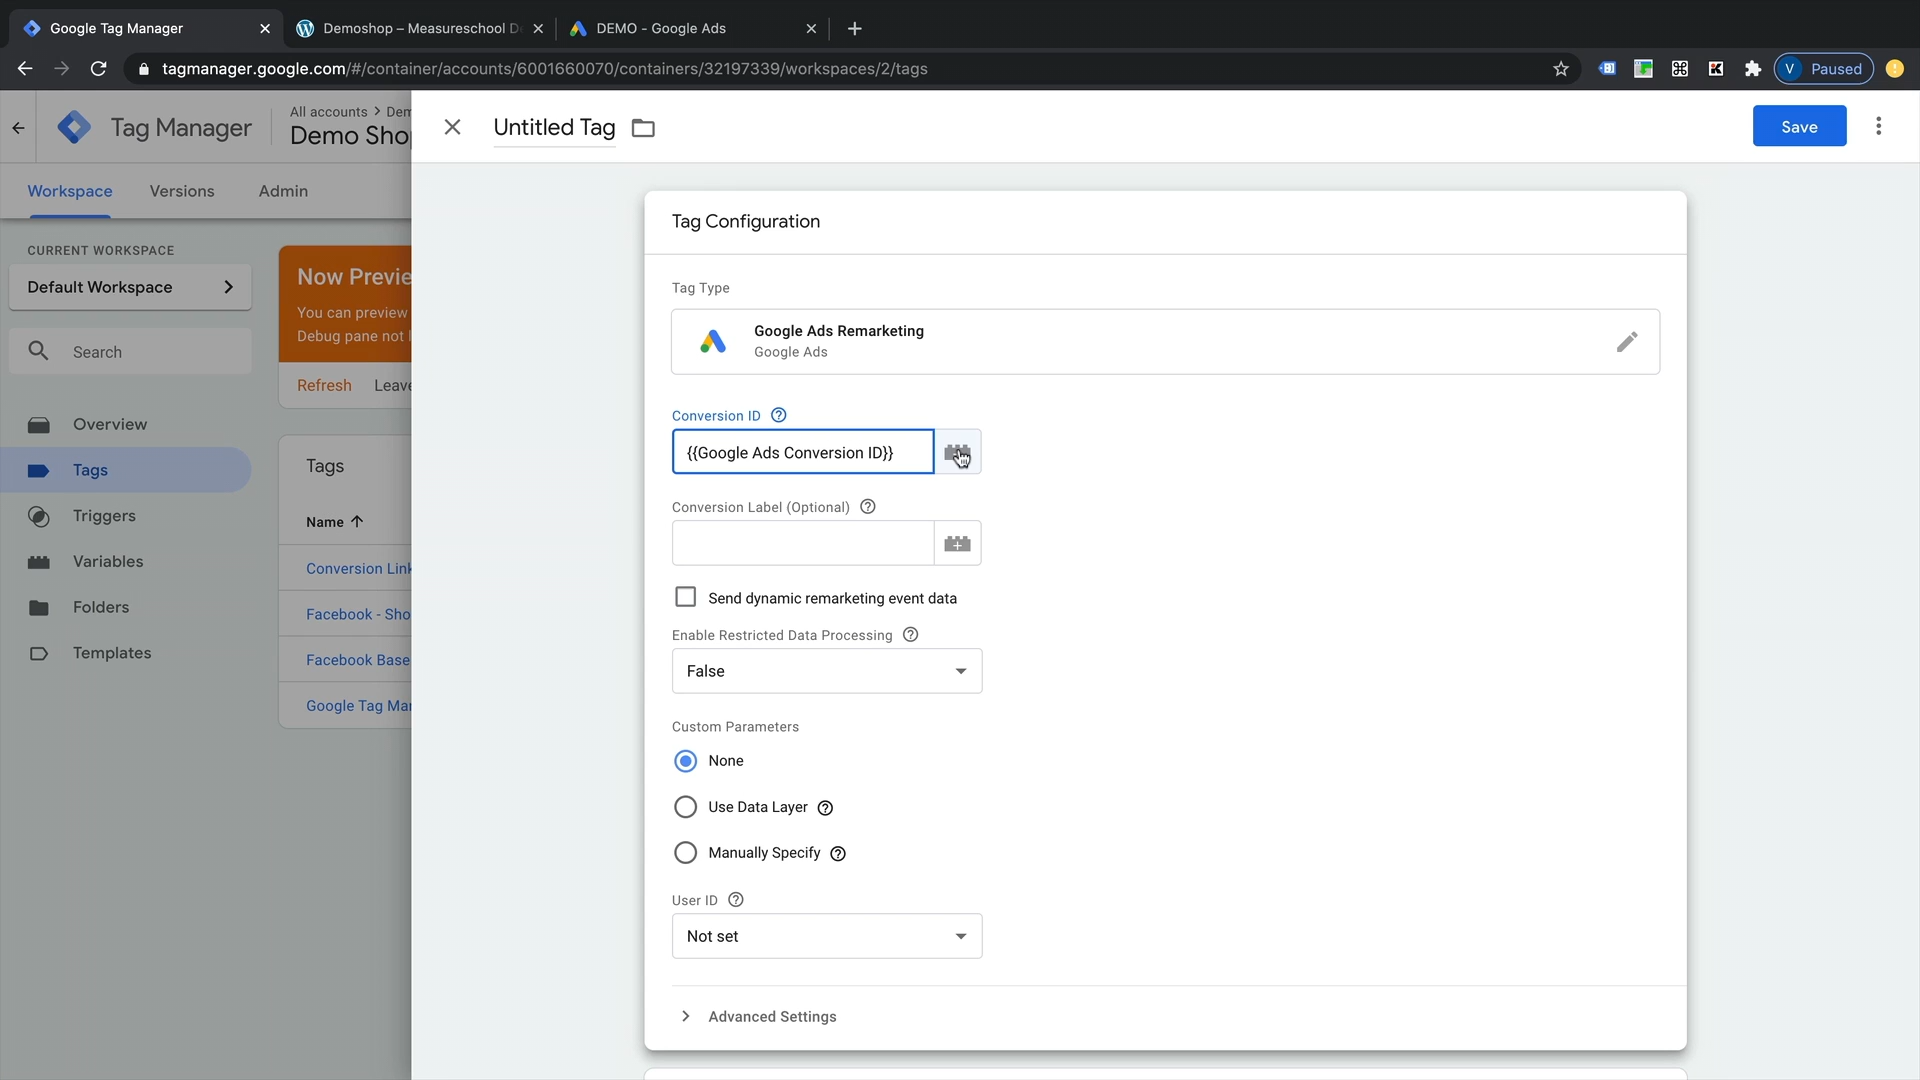 Google Tag Manager
Demoshop – Measureschool D
DEMO - Google Ads
tagmanager.google.com/#/container/accounts/6001660070/containers/32197339/workspaces/2/tags
V Paused
Tag Manager
All accounts > Dem
Demo Shop
Untitled Tag
Save
Workspace
Versions
Admin
CURRENT WORKSPACE
Default Workspace
Search
Overview
Tags
Triggers
Variables
Folders
Templates
Now Previe
You can preview
Debug pane not
Refresh
Leave
Tags
Name
Conversion Link
Facebook - Sho
Facebook Base
Google Tag Mar
Tag Configuration
Tag Type
Google Ads Remarketing
Google Ads
Conversion ID
{{Google Ads Conversion ID}}
Conversion Label (Optional)
Send dynamic remarketing event data
Enable Restricted Data Processing
False
Custom Parameters
None
Use Data Layer
Manually Specify
User ID
Not set
Advanced Settings